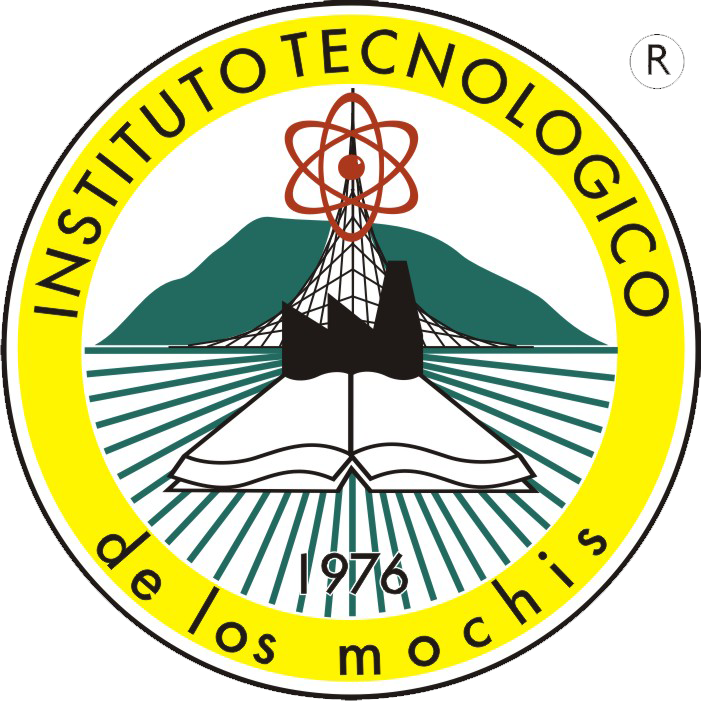 INSTITUTO TECNOLOGICO
R
1976
de los mochis